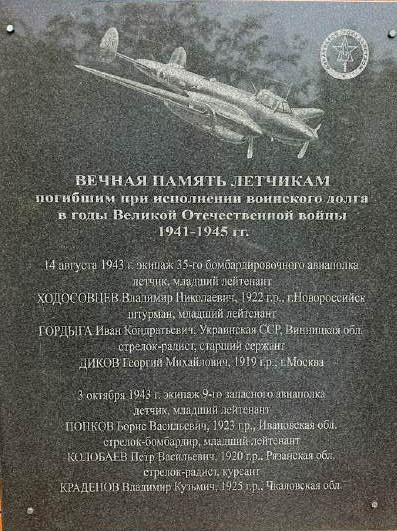 ВЕЧНАЯ ПАМЯТЬ ЛЕТЧИКАМ
погибшим при исполнении воинского долга
в годы Великой Отечественной войны
1941-1945 гг.
14 августа 1943 г. экипаж 35-го бомбардировочного авиаполка
летчик, младший лейтенант
ХОДОСОВЦЕВ Владимир Николаевич, 1922 г.р., г.Новороссийск
штурман, младший лейтенант
ГОРДЫГА Иван Кондратьевич, Украинская ССР, Винницкая обл.
стрелок-радист, старший сержант
ДИКОВ Георгий Михайлович, 1919 г.р., г.Москва
3 октября 1943 г. экипаж 9-го запасного авиаполка
летчик, младший лейтенант
ПОПКОВ Борис Васильевич, 1923 г.р., Ивановская обл.
стрелок-бомбардир, младший лейтенант
КОЛОБАЕВ Петр Васильевич, 1920 г.р., Рязанская обл.
стрелок-радист, курсант
КРАДЕНОВ Владимир Кузьмич, 1925 г.р., Чкаловская обл.